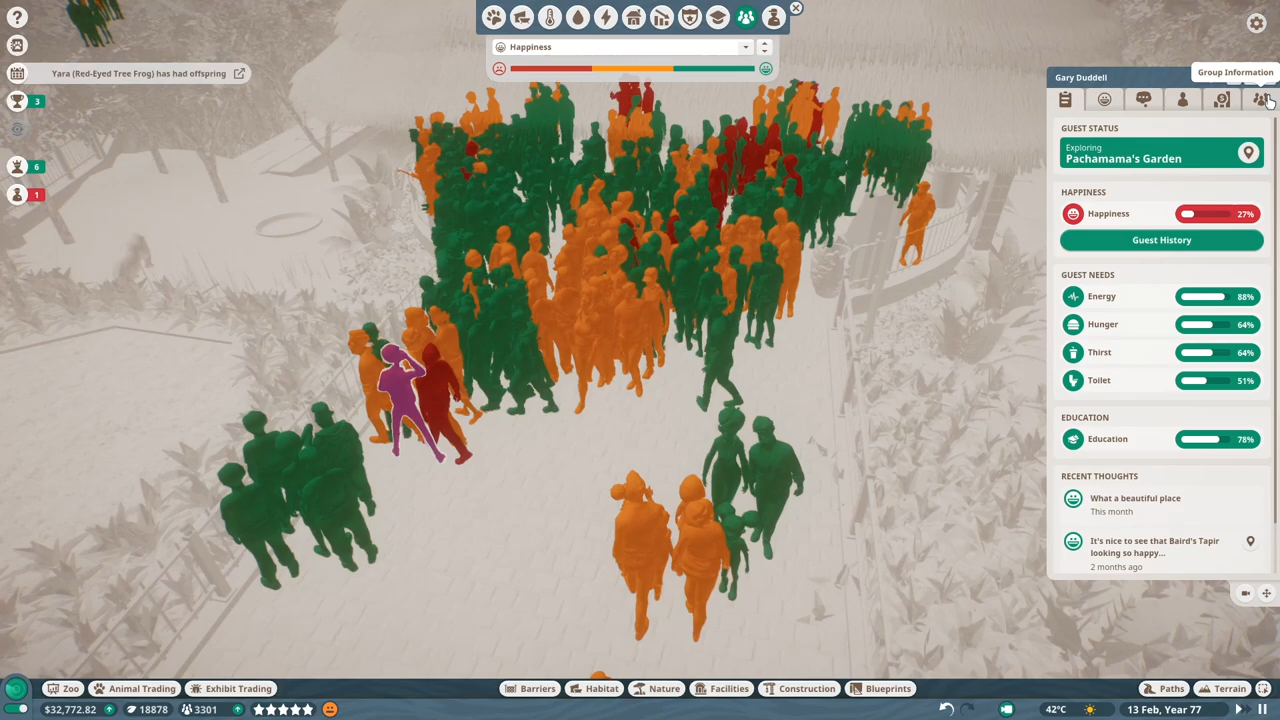 Happiness
Yara (Red-Eyed Tree Frog) has had offspring
3
6
1
Gary Duddell
Group Information
GUEST STATUS
Exploring
Pachamama's Garden
HAPPINESS
Happiness
27%
Guest History
GUEST NEEDS
Energy
88%
Hunger
64%
Thirst
64%
Toilet
51%
EDUCATION
Education
78%
RECENT THOUGHTS
What a beautiful place
This month
It's nice to see that Baird's Tapir
looking so happy...
2 months ago
Zoo
Animal Trading
Exhibit Trading
Barriers
Habitat
Nature
Facilities
Construction
Blueprints
Paths
Terrain
$32,772.82
18878
3301
42°C
13 Feb, Year 77